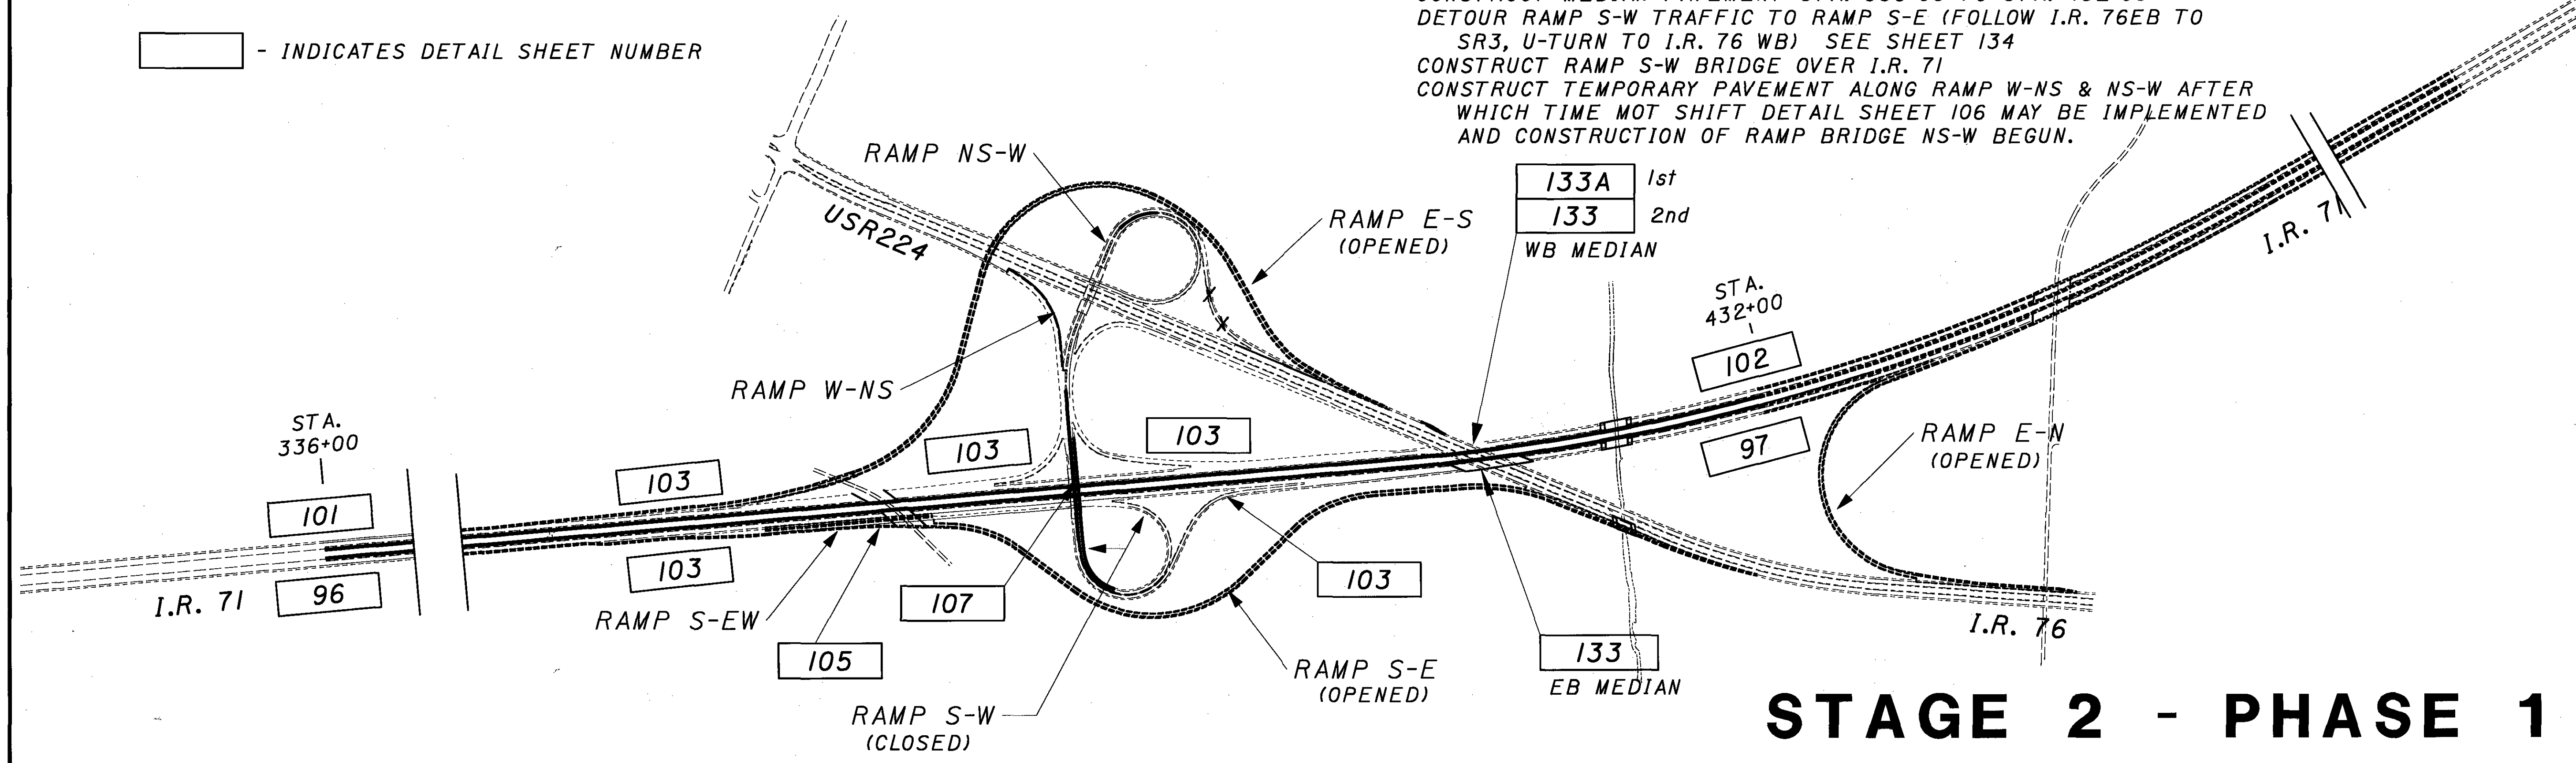 DETOUR RAMP S-W TRAFFIC TO RAMP S-E (FOLLOW I.R. 76EB TO
SR3, U-TURN TO I.R. 76 WB) SEE SHEET 134
CONSTRUCT RAMP S-W BRIDGE OVER I.R. 71
CONSTRUCT TEMPORARY PAVEMENT ALONG RAMP W-NS & NS-W AFTER
WHICH TIME MOT SHIFT DETAIL SHEET 106 MAY BE IMPLEMENTED
AND CONSTRUCTION OF RAMP BRIDGE NS-W BEGUN.
- INDICATES DETAIL SHEET NUMBER
RAMP NS-W
USR224
RAMP E-S
(OPENED)
133A 1st
133 2nd
WB MEDIAN
I.R. 71
STA.
432+00
102
97
RAMP W-NS
RAMP E-N
(OPENED)
STA.
336+00
101
96
I.R. 71
103
103
103
103
103
107
105
RAMP S-EW
RAMP S-W
(CLOSED)
RAMP S-E
(OPENED)
133
EB MEDIAN
I.R. 76
STAGE 2 - PHASE 1